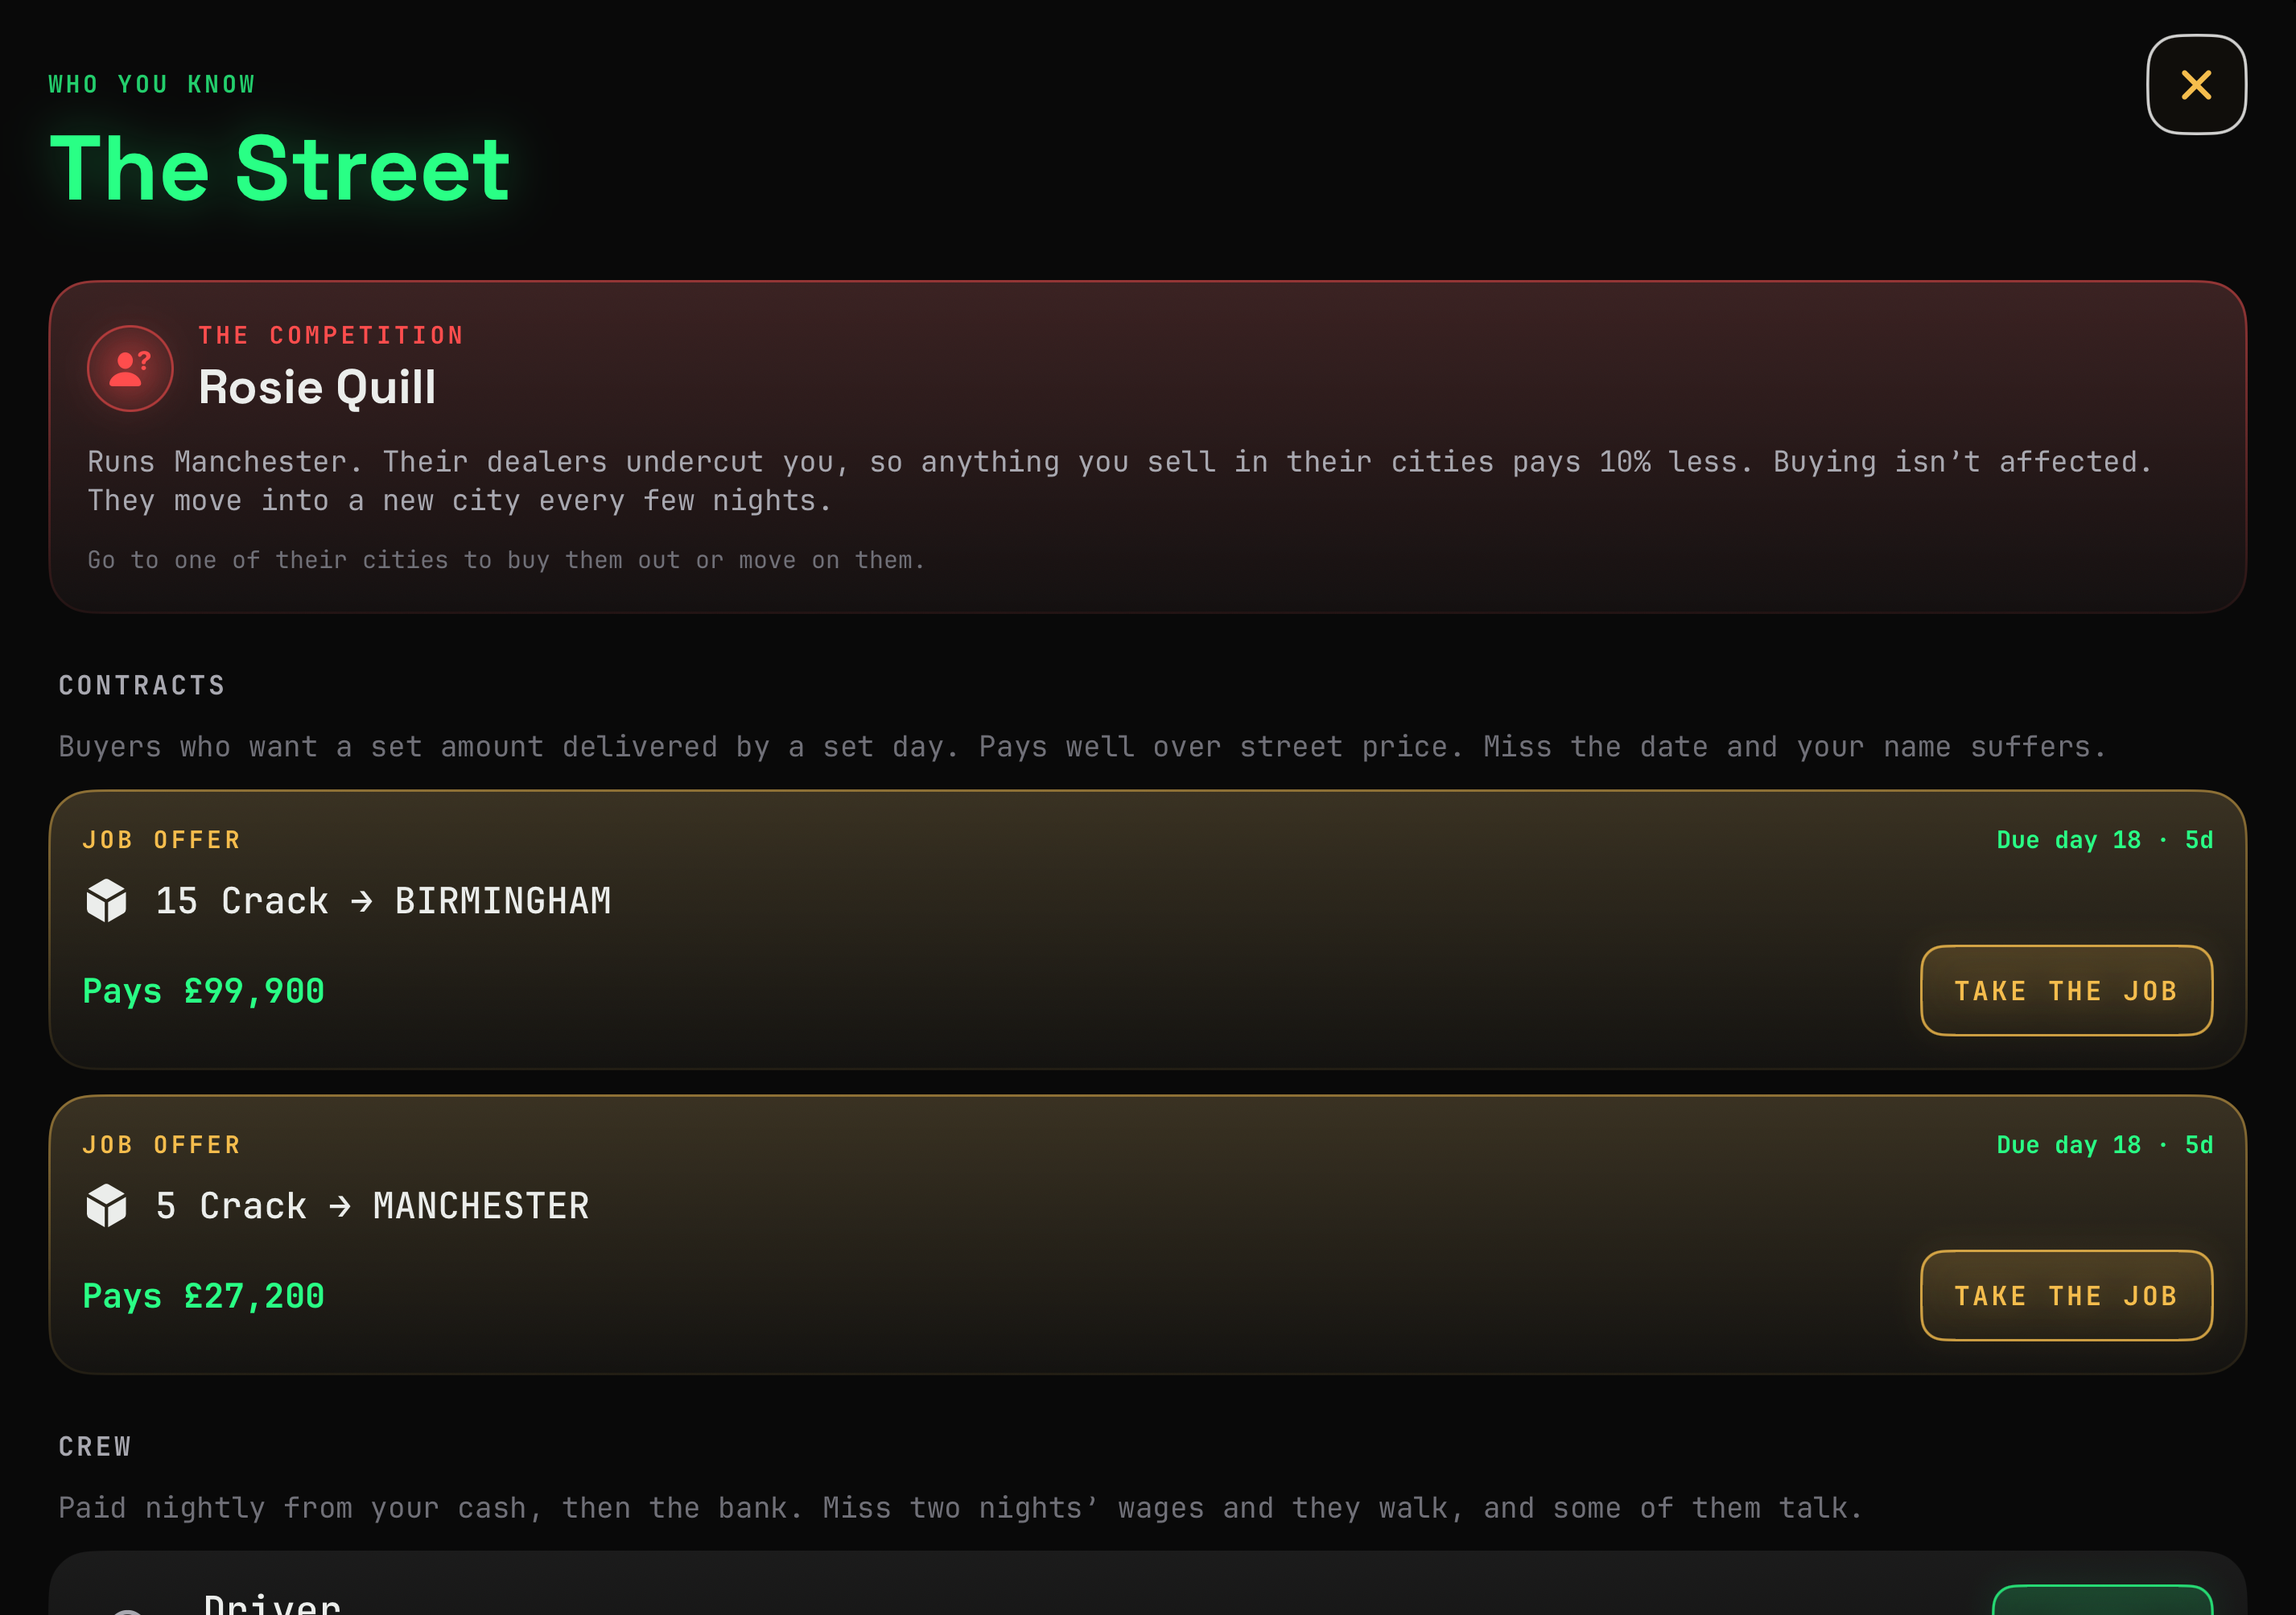 WHO YOU KNOW
The Street
THE COMPETITION
Rosie Quill
Runs Manchester. Their dealers undercut you, so anything you sell in their cities pays 10% less. Buying isn’t affected.
They move into a new city every few nights.
Go to one of their cities to buy them out or move on them.
CONTRACTS
Buyers who want a set amount delivered by a set day. Pays well over street price. Miss the date and your name suffers.
JOB OFFER
Due day 18 · 5d
15 Crack → BIRMINGHAM
Pays £99,900
TAKE THE JOB
JOB OFFER
Due day 18 · 5d
5 Crack → MANCHESTER
Pays £27,200
TAKE THE JOB
CREW
Paid nightly from your cash, then the bank. Miss two nights’ wages and they walk, and some of them talk.
Driver